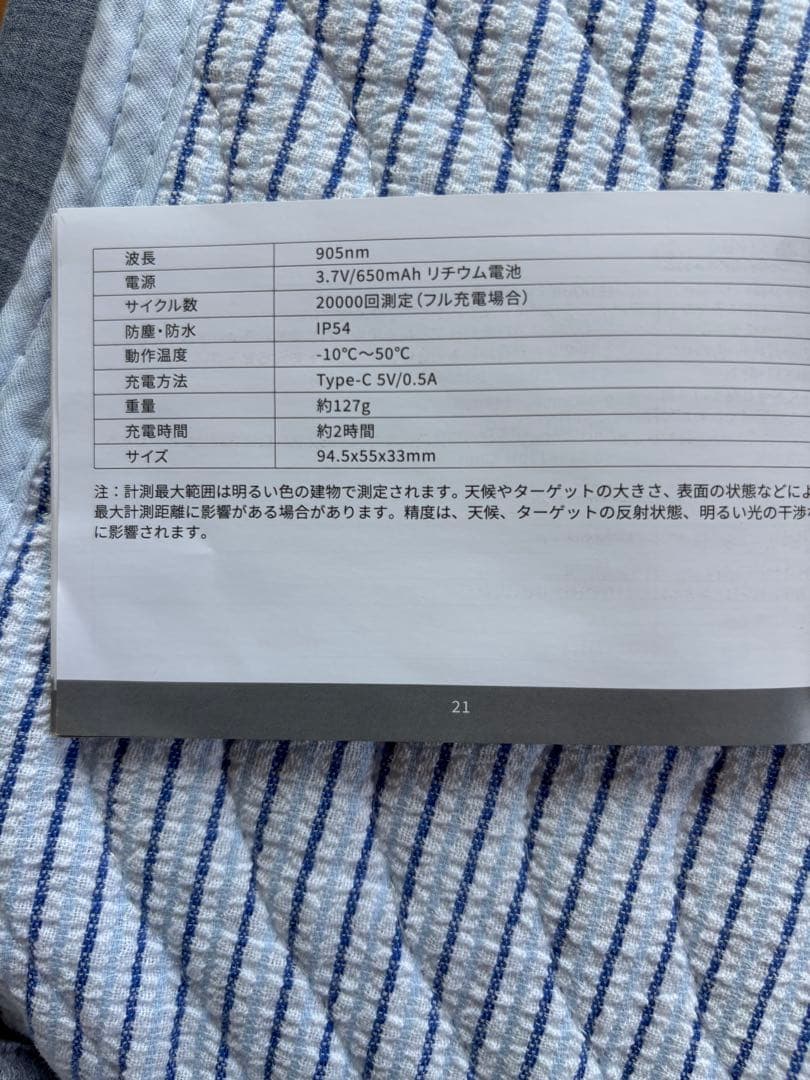 波長 905nm
電源 3.7V/650mAh リチウム電池
サイクル数 20000回測定(フル充電場合)
防塵・防水 IP54
動作温度 -10℃～50℃
充電方法 Type-C 5V/0.5A
重量 約127g
充電時間 約2時間
サイズ 94.5x55x33mm
注：計測最大範囲は明るい色の建物で測定されます。天候やターゲットの大きさ、表面の状態などによ
最大計測距離に影響がある場合があります。精度は、天候、ターゲットの反射状態、明るい光の干渉
に影響されます。
21